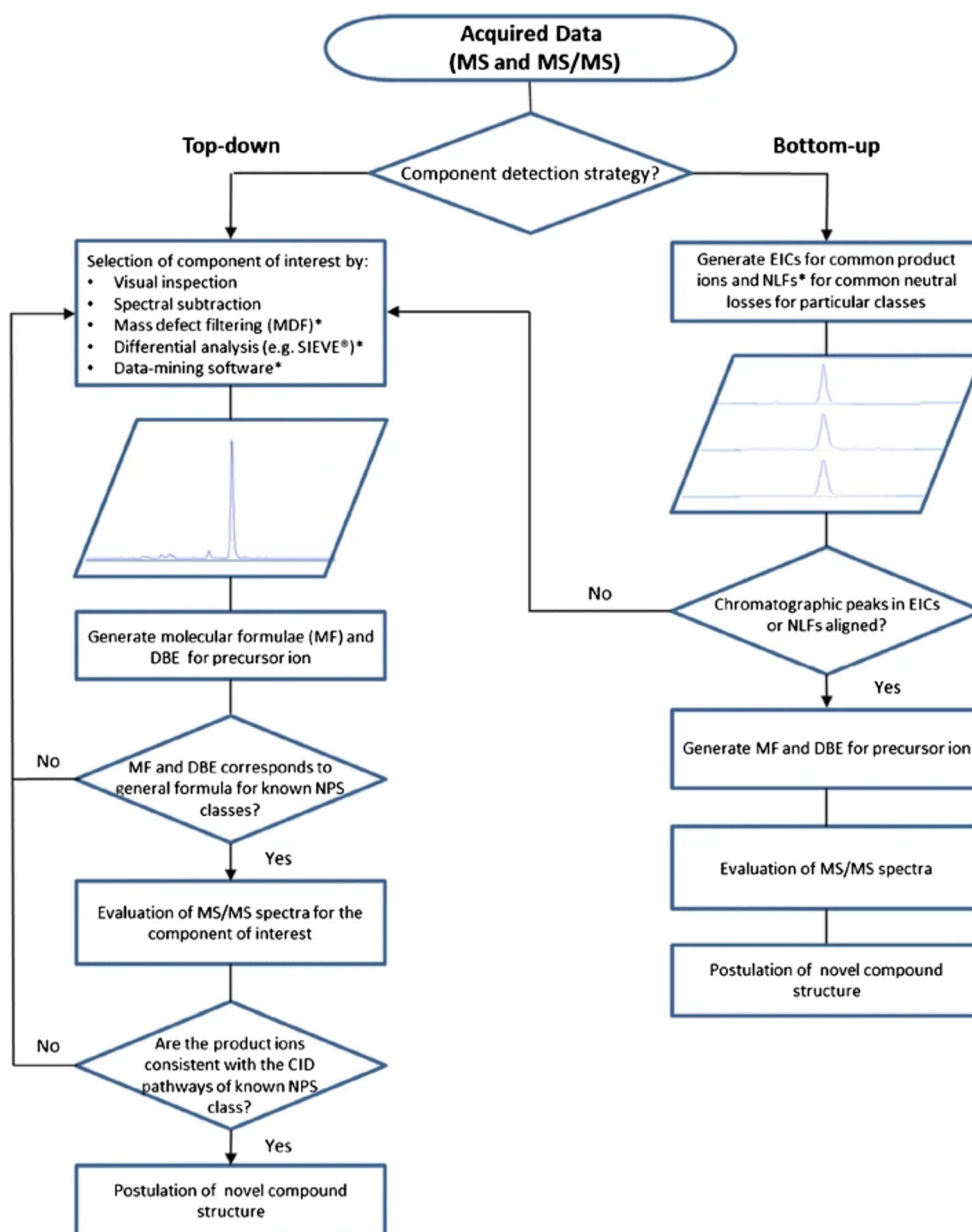 Acquired Data
(MS and MS/MS)
Top-down
Bottom-up
Component detection strategy?
Selection of component of interest by:
• Visual inspection
• Spectral subtraction
• Mass defect filtering (MDF)*
• Differential analysis (e.g. SIEVE®)*
• Data-mining software*
Generate molecular formulae (MF) and
DBE for precursor ion
No
MF and DBE corresponds to
general formula for known NPS
classes?
Yes
Evaluation of MS/MS spectra for the
component of interest
No
Are the product ions
consistent with the CID
pathways of known NPS
class?
Yes
Postulation of novel compound
structure
Generate EICs for common product
ions and NLFs* for common neutral
losses for particular classes
No
Chromatographic peaks in EICs
or NLFs aligned?
Yes
Generate MF and DBE for precursor ion
Evaluation of MS/MS spectra
Postulation of novel compound
structure